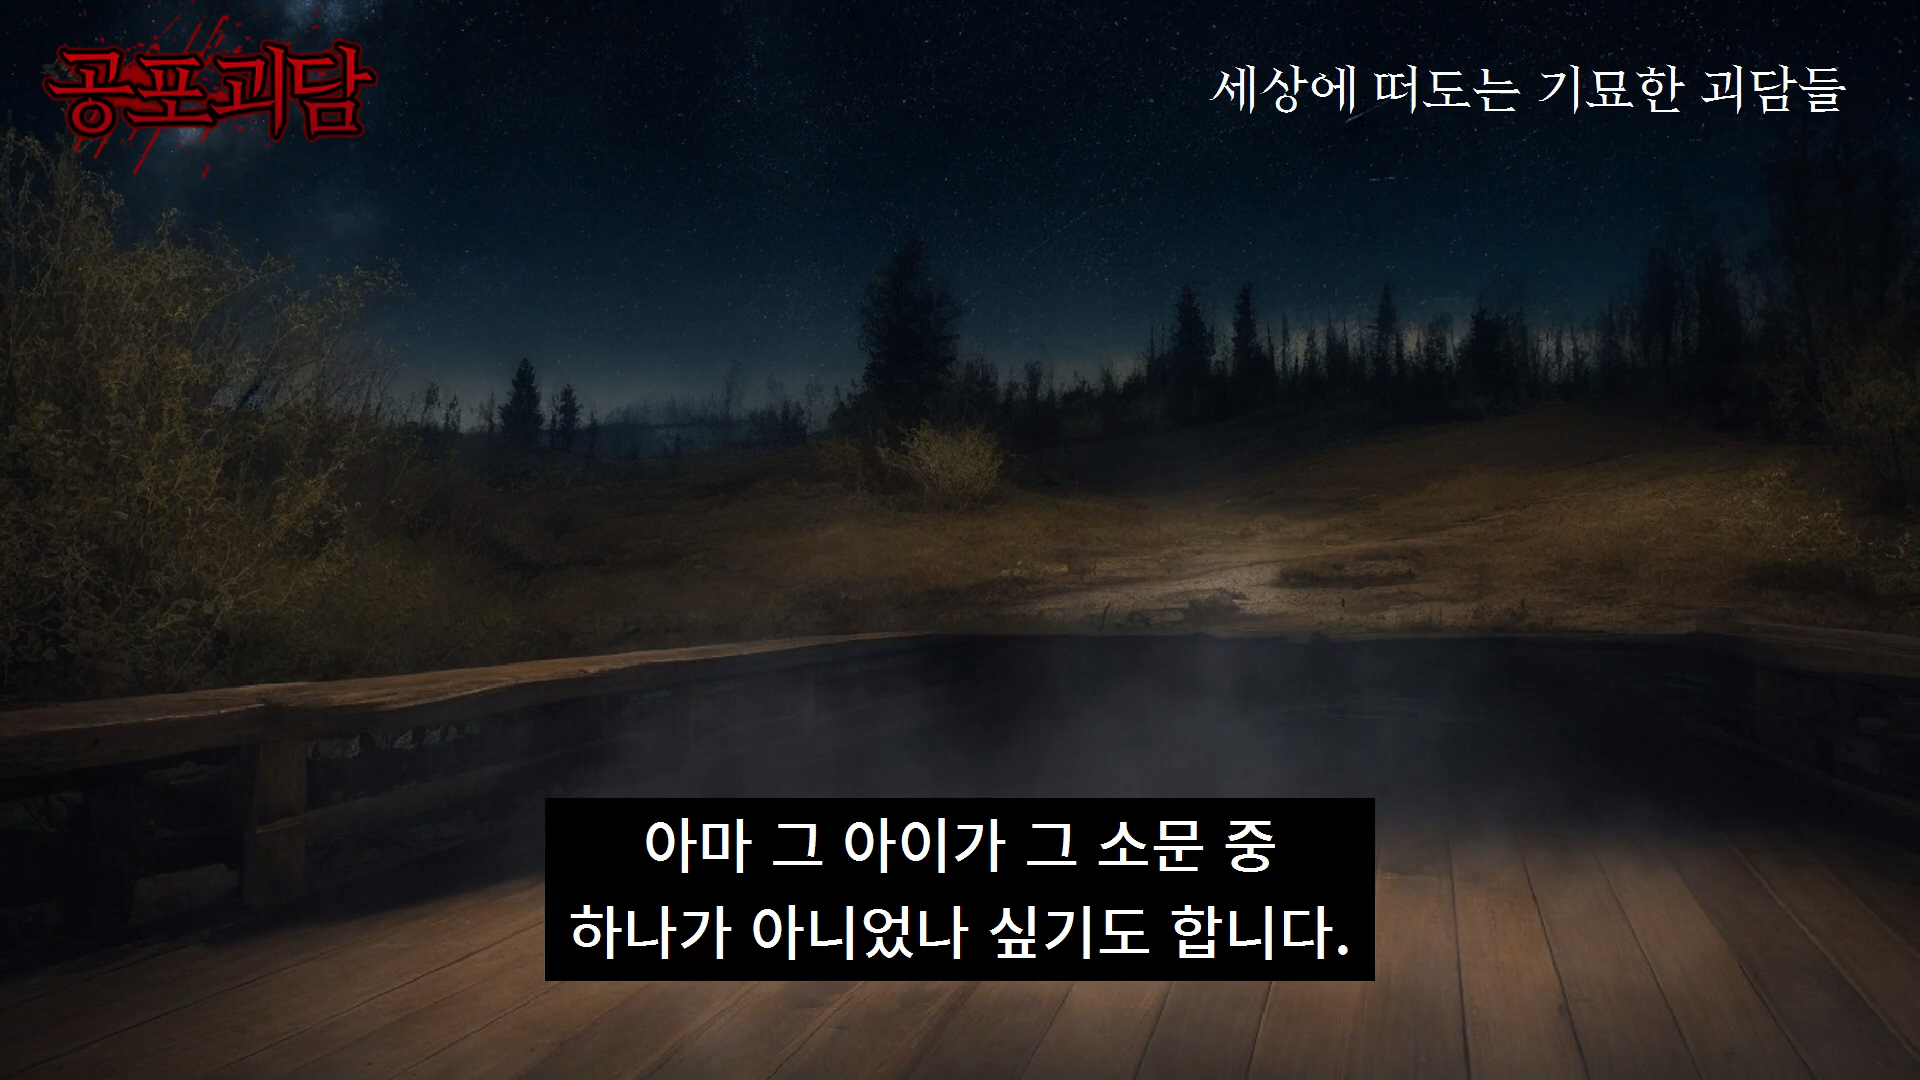 공포괴담
세상에 떠도는 기묘한 괴담들
아마 그 아이가 그 소문 중
하나가 아니었나 싶기도 합니다.